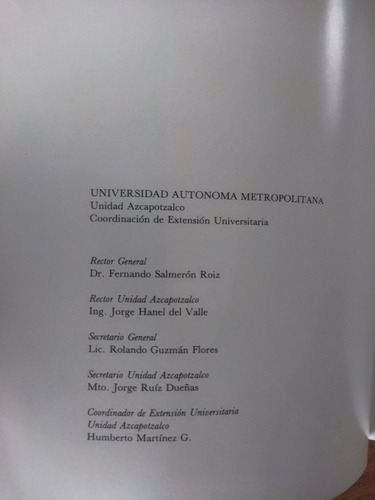 UNIVERSIDAD AUTONOMA METROPOLITANA
Unidad Azcapotzalco
Coordinación de Extensión Universitaria
Rector General
Dr. Fernando Salmerón Roiz
Rector Unidad Azcapotzalco
Ing. Jorge Hanel del Valle
Secretario General
Lic. Rolando Guzmán Flores
Secretario Unidad Azcapotzalco
Mto. Jorge Ruíz Dueñas
Coordinador de Extensión Universitaria
Unidad Azcapotzalco
Humberto Martínez G.